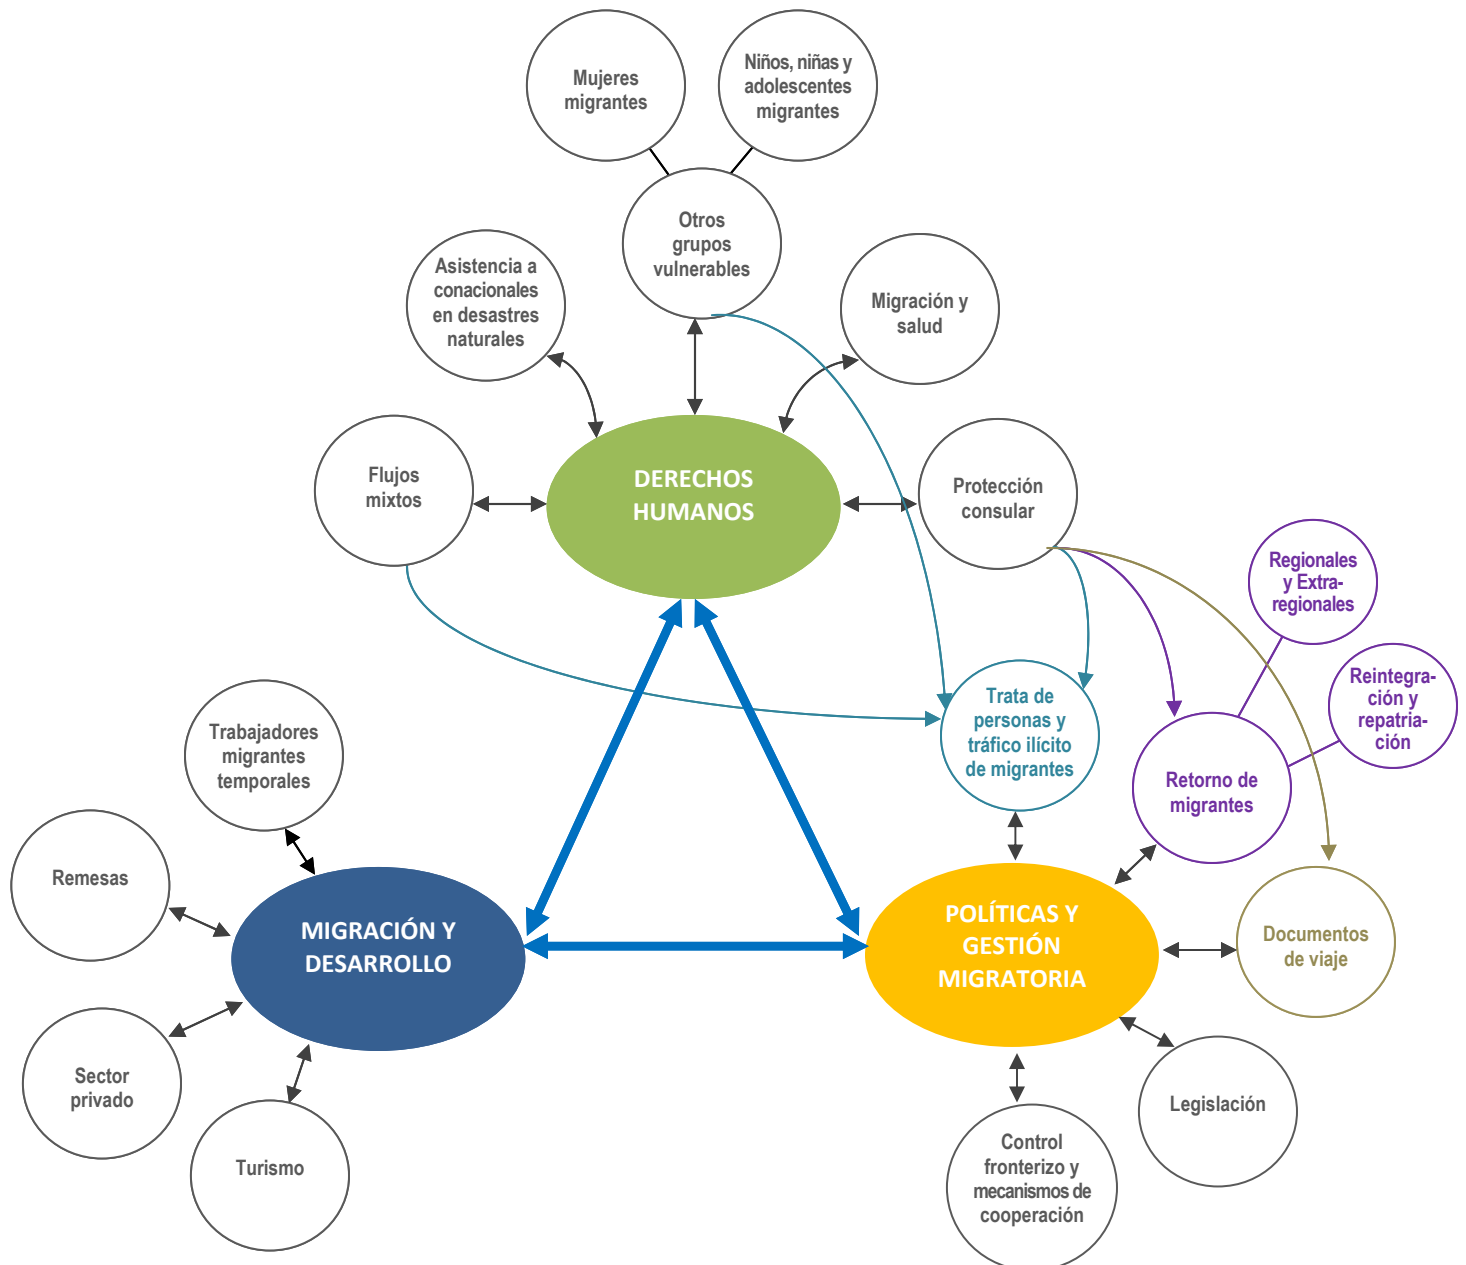 Mujeres
migrantes
Niños, niñas y
adolescentes
migrantes
Otros
grupos
vulnerables
Asistencia a
conacionales
en desastres
naturales
Migración y
salud
Flujos
mixtos
DERECHOS
HUMANOS
Protección
consular
Regionales
y Extra-
regionales
Reintegra-
ción y
repatria-
ción
Trata de
personas y
tráfico ilícito
de migrantes
Retorno de
migrantes
Trabajadores
migrantes
temporales
Remesas
MIGRACIÓN Y
DESARROLLO
POLÍTICAS Y
GESTIÓN
MIGRATORIA
Documentos
de viaje
Sector
privado
Turismo
Legislación
Control
fronterizo y
mecanismos de
cooperación